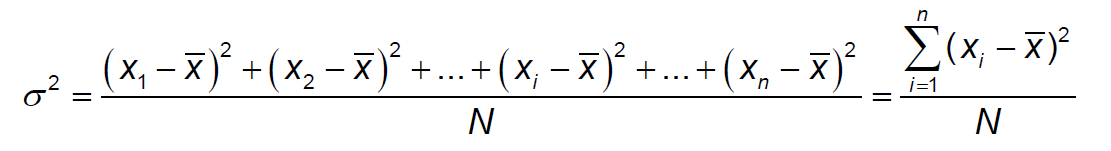 σ² = ((x₁ − x̄)² + (x₂ − x̄)² + ... + (xᵢ − x̄)² + ... + (xₙ − x̄)²) / N = (∑ᵢ₌₁ⁿ (xᵢ − x̄)²) / N